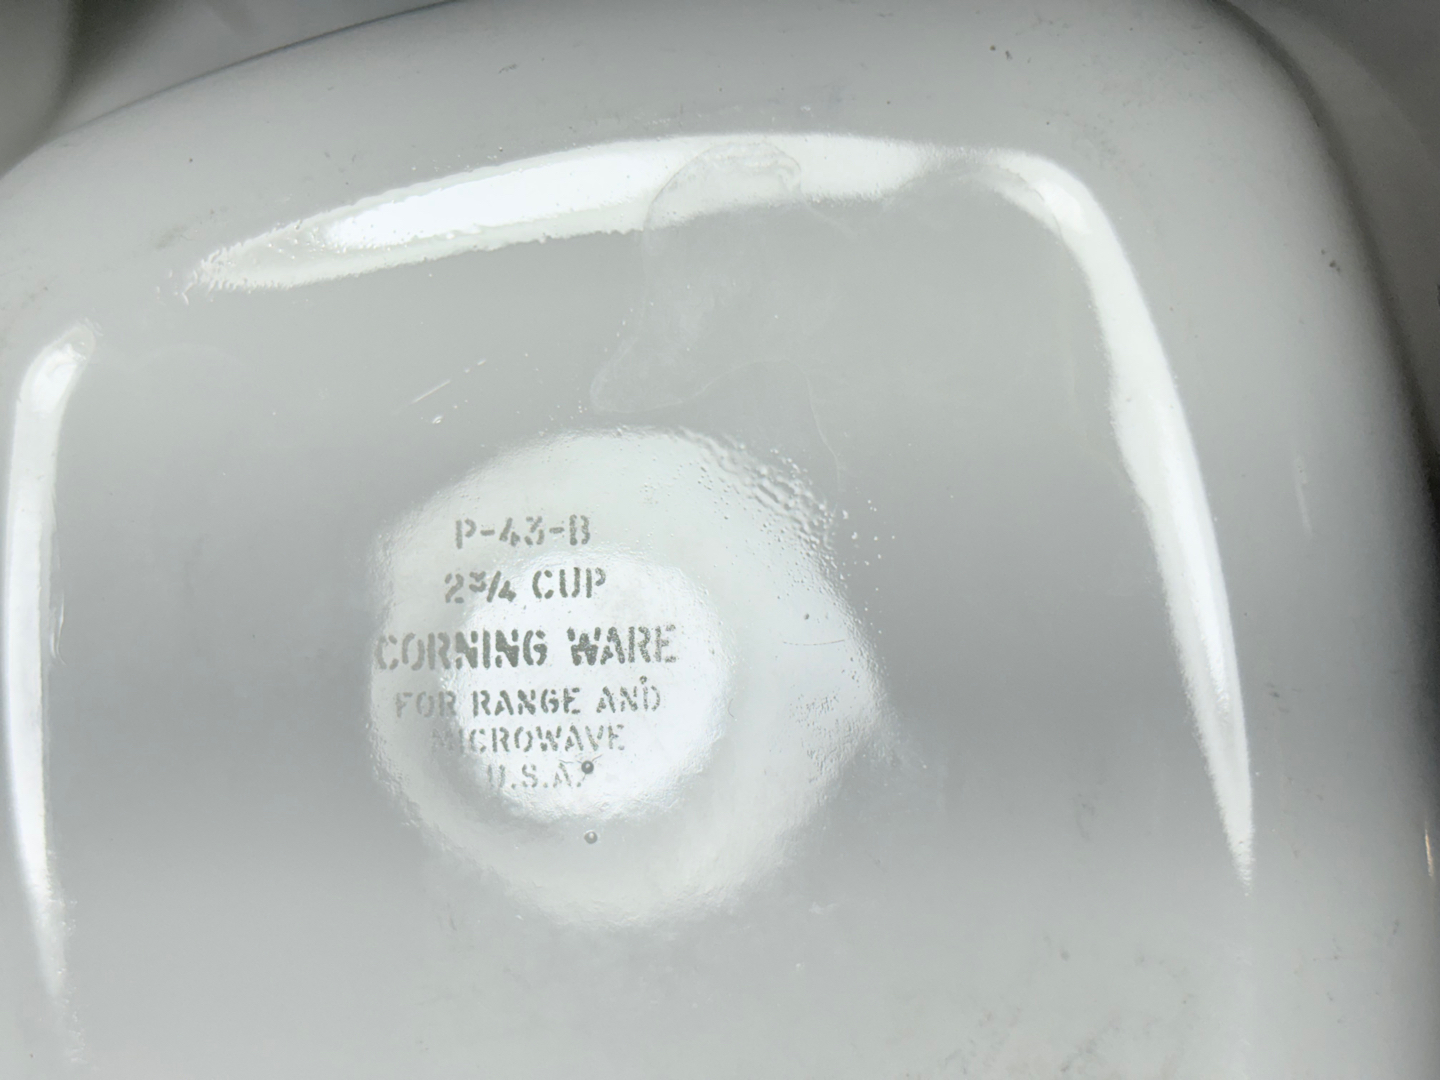 P-43-B
2¾ CUP
CORNING WARE
FOR RANGE AND
MICROWAVE
U.S.A.